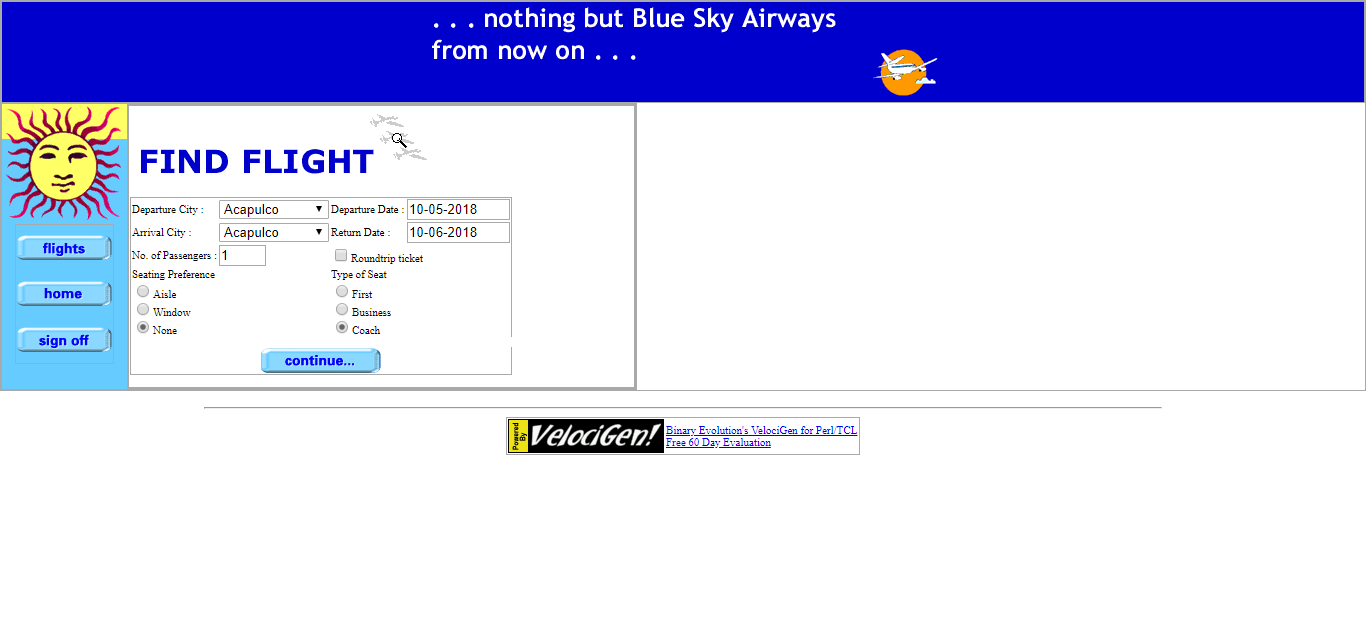 . . . nothing but Blue Sky Airways
from now on . . .
FIND FLIGHT
Departure City : Acapulco Departure Date : 10-05-2018
Arrival City : Acapulco Return Date : 10-06-2018
No. of Passengers : 1 Roundtrip ticket
Seating Preference Type of Seat
Aisle First
Window Business
None Coach
continue...
flights
home
sign off
Powered By VelociGen! Binary Evolution's VelociGen for Perl/TCL
Free 60 Day Evaluation